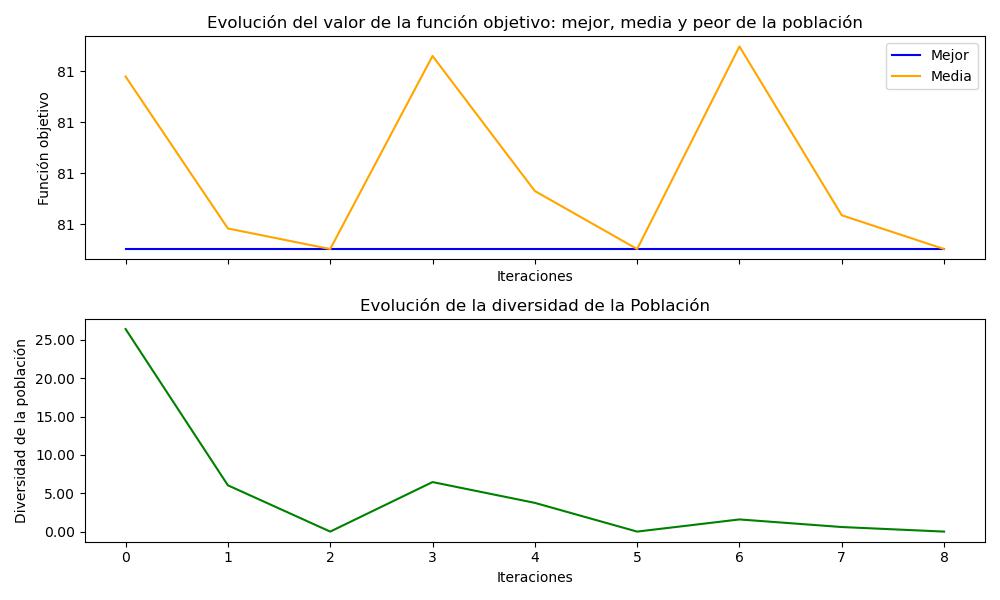 Evolución del valor de la función objetivo: mejor, media y peor de la población
Función objetivo
81
81
81
81
Mejor
Media
Iteraciones
Evolución de la diversidad de la Población
Diversidad de la población
25.00
20.00
15.00
10.00
5.00
0.00
0 1 2 3 4 5 6 7 8
Iteraciones